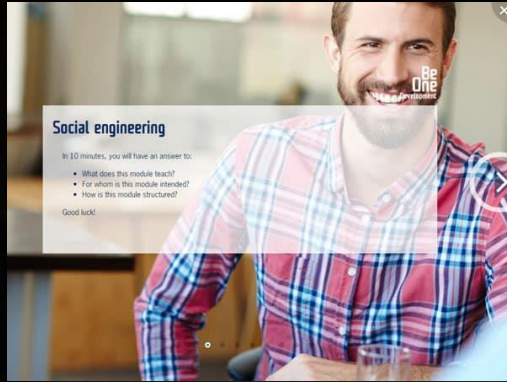 Be
One
Development
Social engineering
In 10 minutes, you will have an answer to:
• What does this module teach?
• For whom is this module intended?
• How is this module structured?
Good luck!